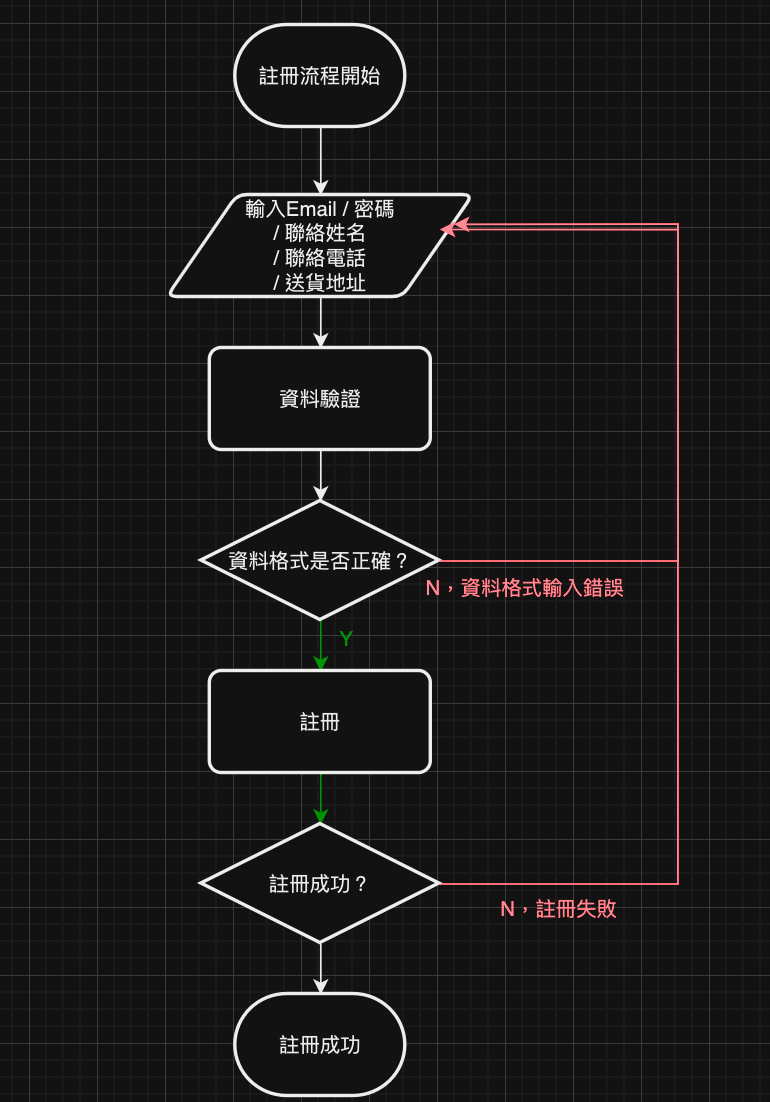 註冊流程開始
輸入Email / 密碼
/ 聯絡姓名
/ 聯絡電話
/ 送貨地址
資料驗證
資料格式是否正確？
N，資料格式輸入錯誤
Y
註冊
註冊成功？
N，註冊失敗
註冊成功